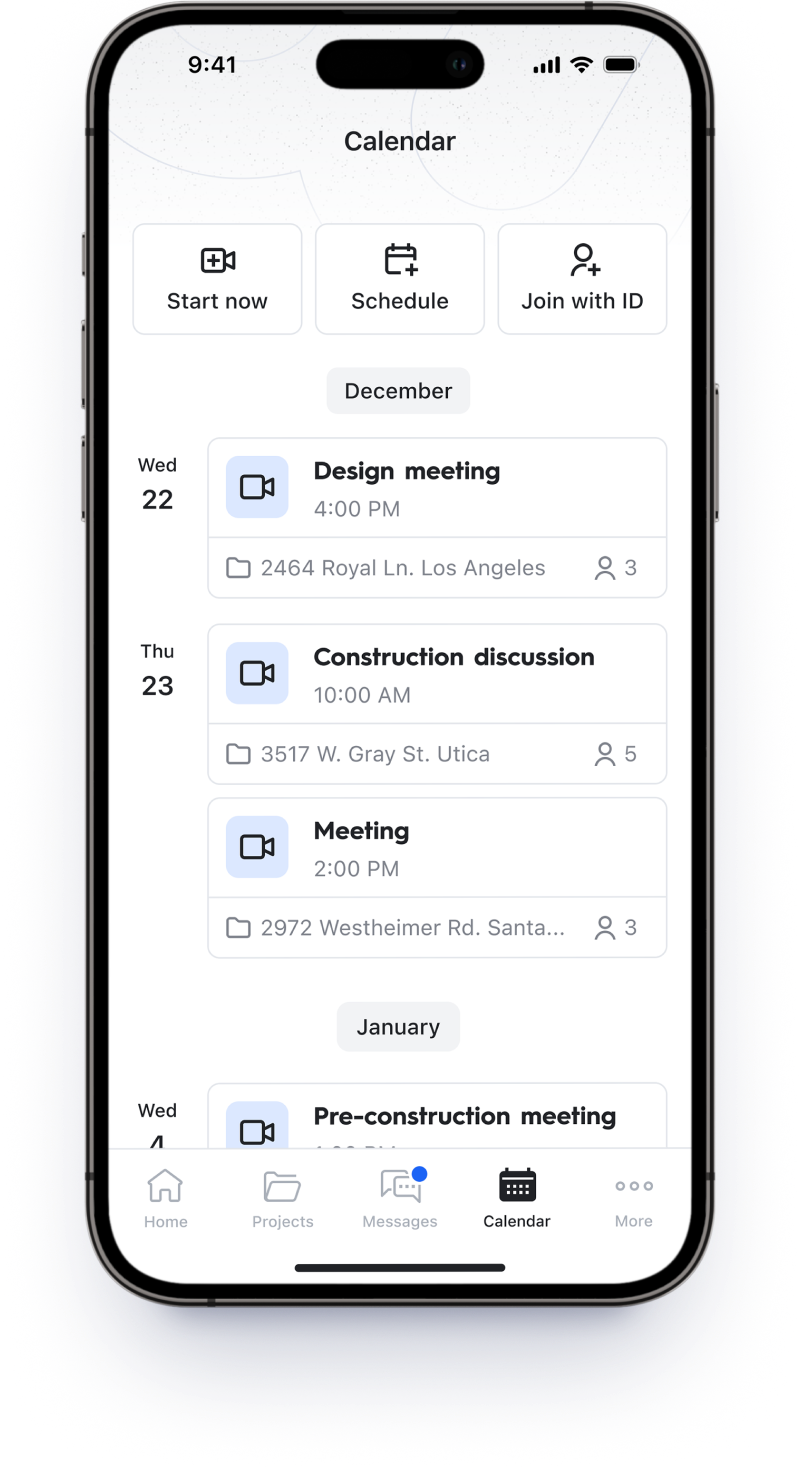 9:41
Calendar
Start now
Schedule
Join with ID
December
Wed
22
Design meeting
4:00 PM
2464 Royal Ln. Los Angeles
3
Thu
23
Construction discussion
10:00 AM
3517 W. Gray St. Utica
5
Meeting
2:00 PM
2972 Westheimer Rd. Santa...
3
January
Wed
4
Pre-construction meeting
Home
Projects
Messages
Calendar
More